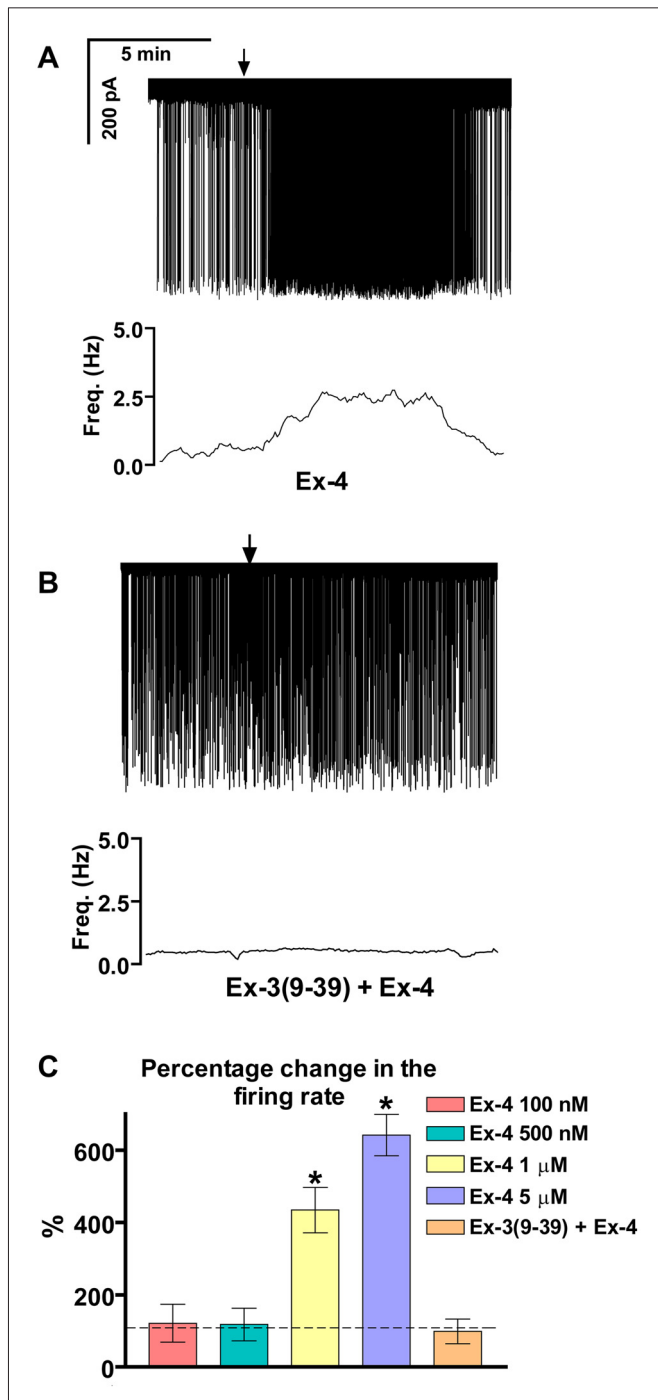 A
5 min
200 pA
5.0
2.5
0.0
Freq. (Hz)
Ex-4
B
5.0
2.5
0.0
Freq. (Hz)
Ex-3(9-39) + Ex-4
C
Percentage change in the
firing rate
600
400
200
0
%
*
*
Ex-4 100 nM
Ex-4 500 nM
Ex-4 1 μM
Ex-4 5 μM
Ex-3(9-39) + Ex-4